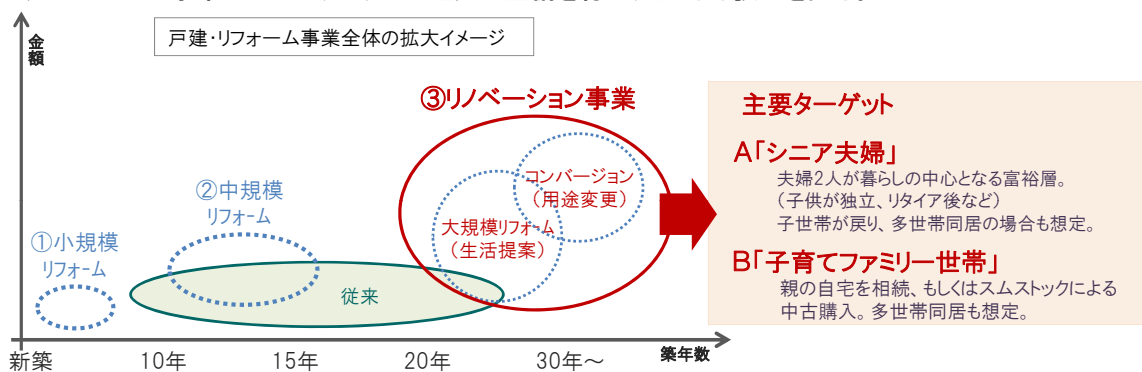 金額
戸建・リフォーム事業全体の拡大イメージ
③リノベーション事業
コンバージョン
（用途変更）
大規模リフォーム
（生活提案）
②中規模
リフォーム
①小規模
リフォーム
従来
新築
10年
15年
20年
30年～
築年数
主要ターゲット
A「シニア夫婦」
夫婦2人が暮らしの中心となる富裕層。
（子供が独立、リタイア後など）
子世帯が戻り、多世帯同居の場合も想定。
B「子育てファミリー世帯」
親の自宅を相続、もしくはスムストックによる
中古購入。多世帯同居も想定。